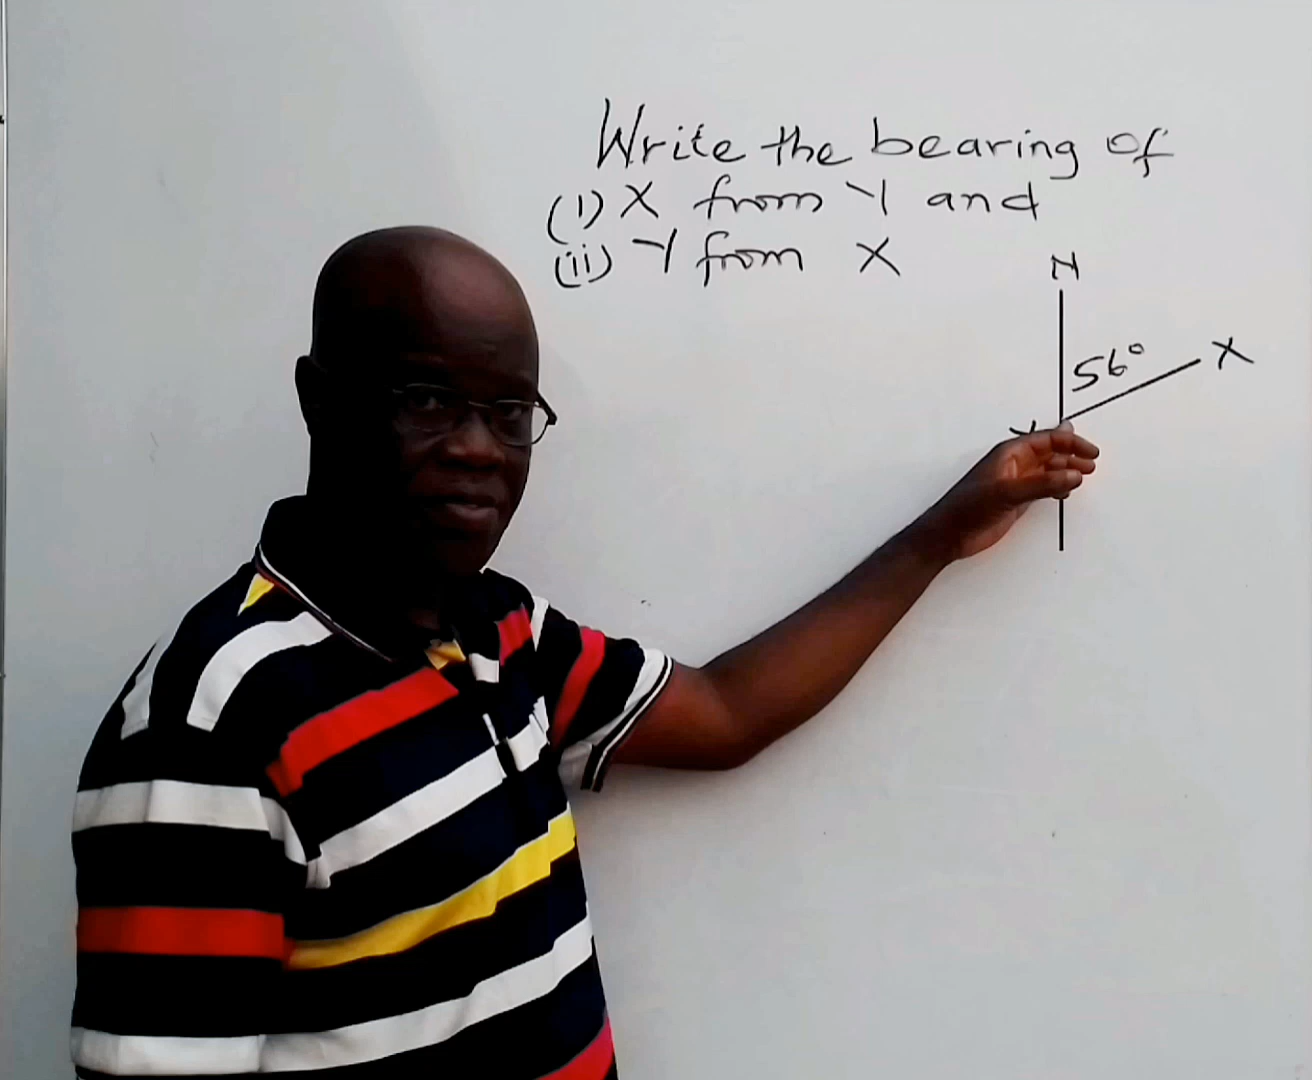 Write the bearing of
(i) X from Y and
(ii) Y from X
N
56°
X
Y